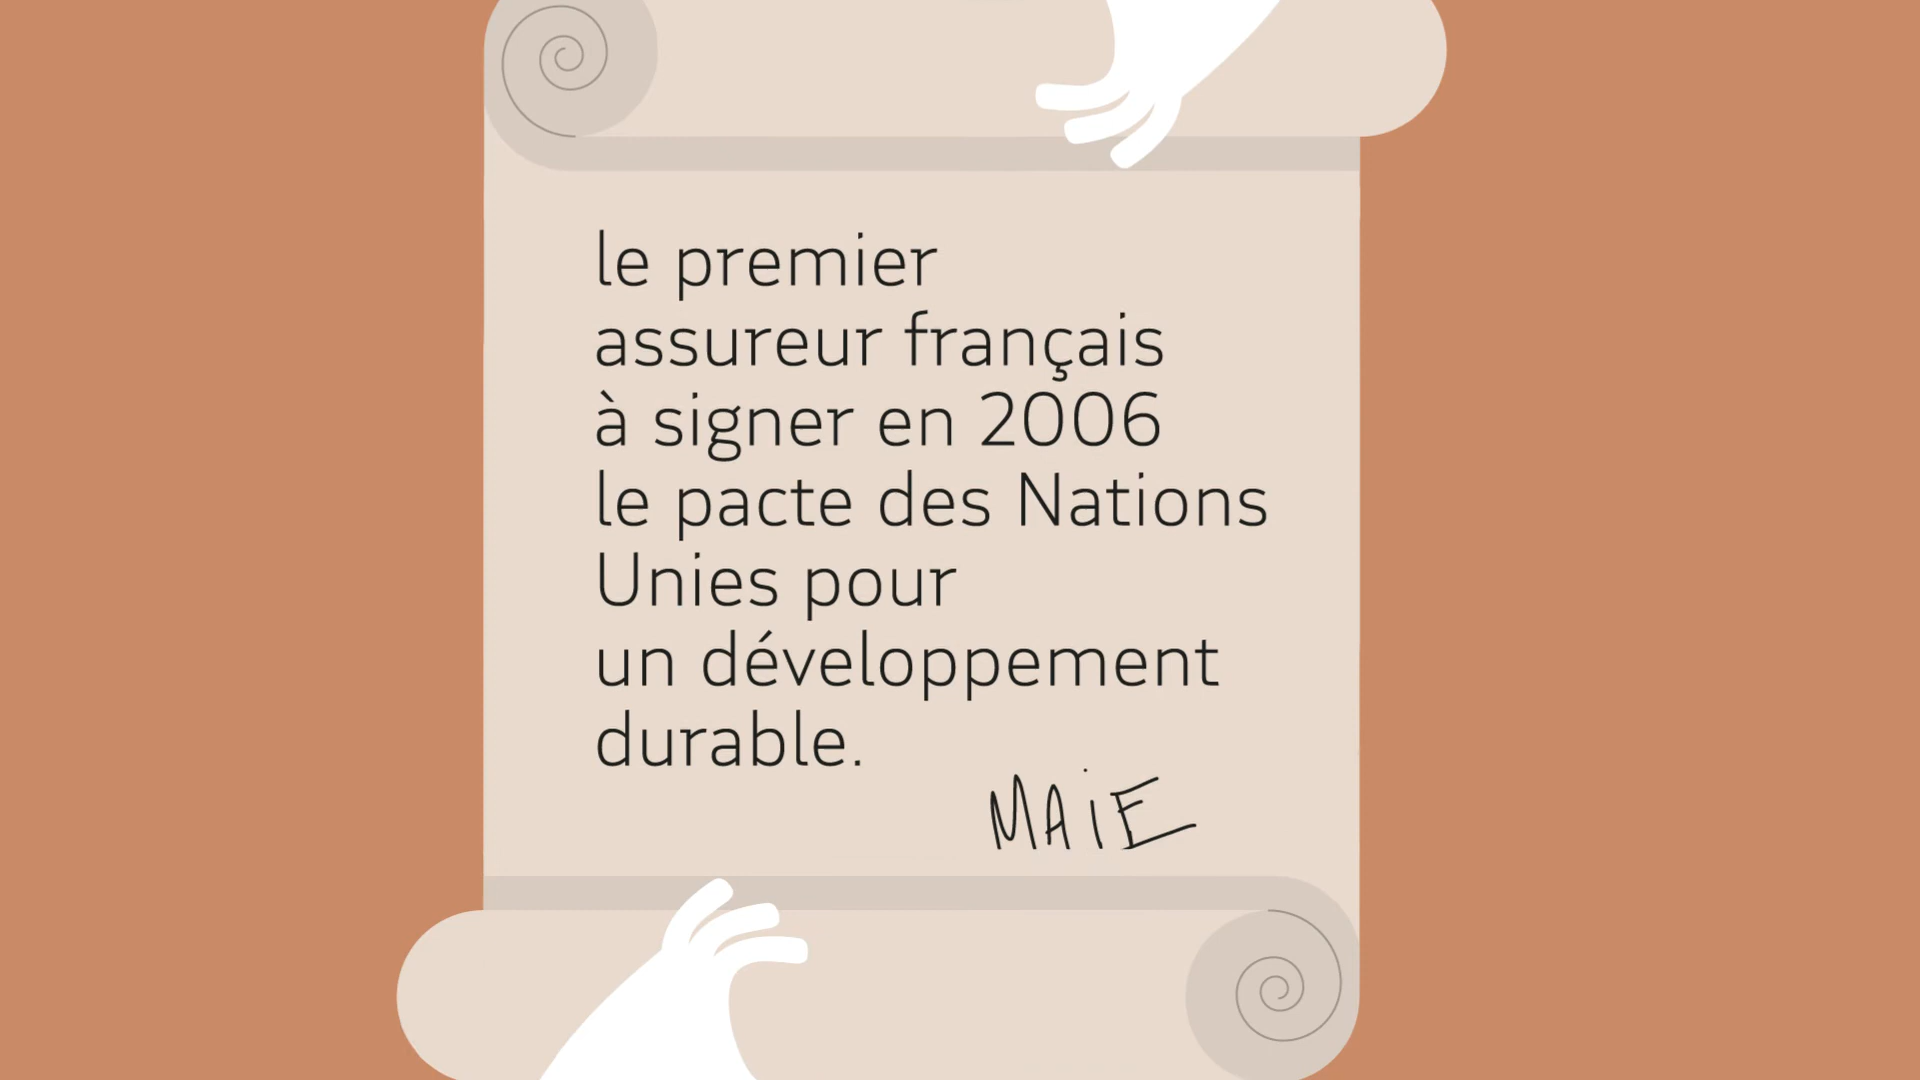 le premier
assureur français
à signer en 2006
le pacte des Nations
Unies pour
un développement
durable.
MAiE